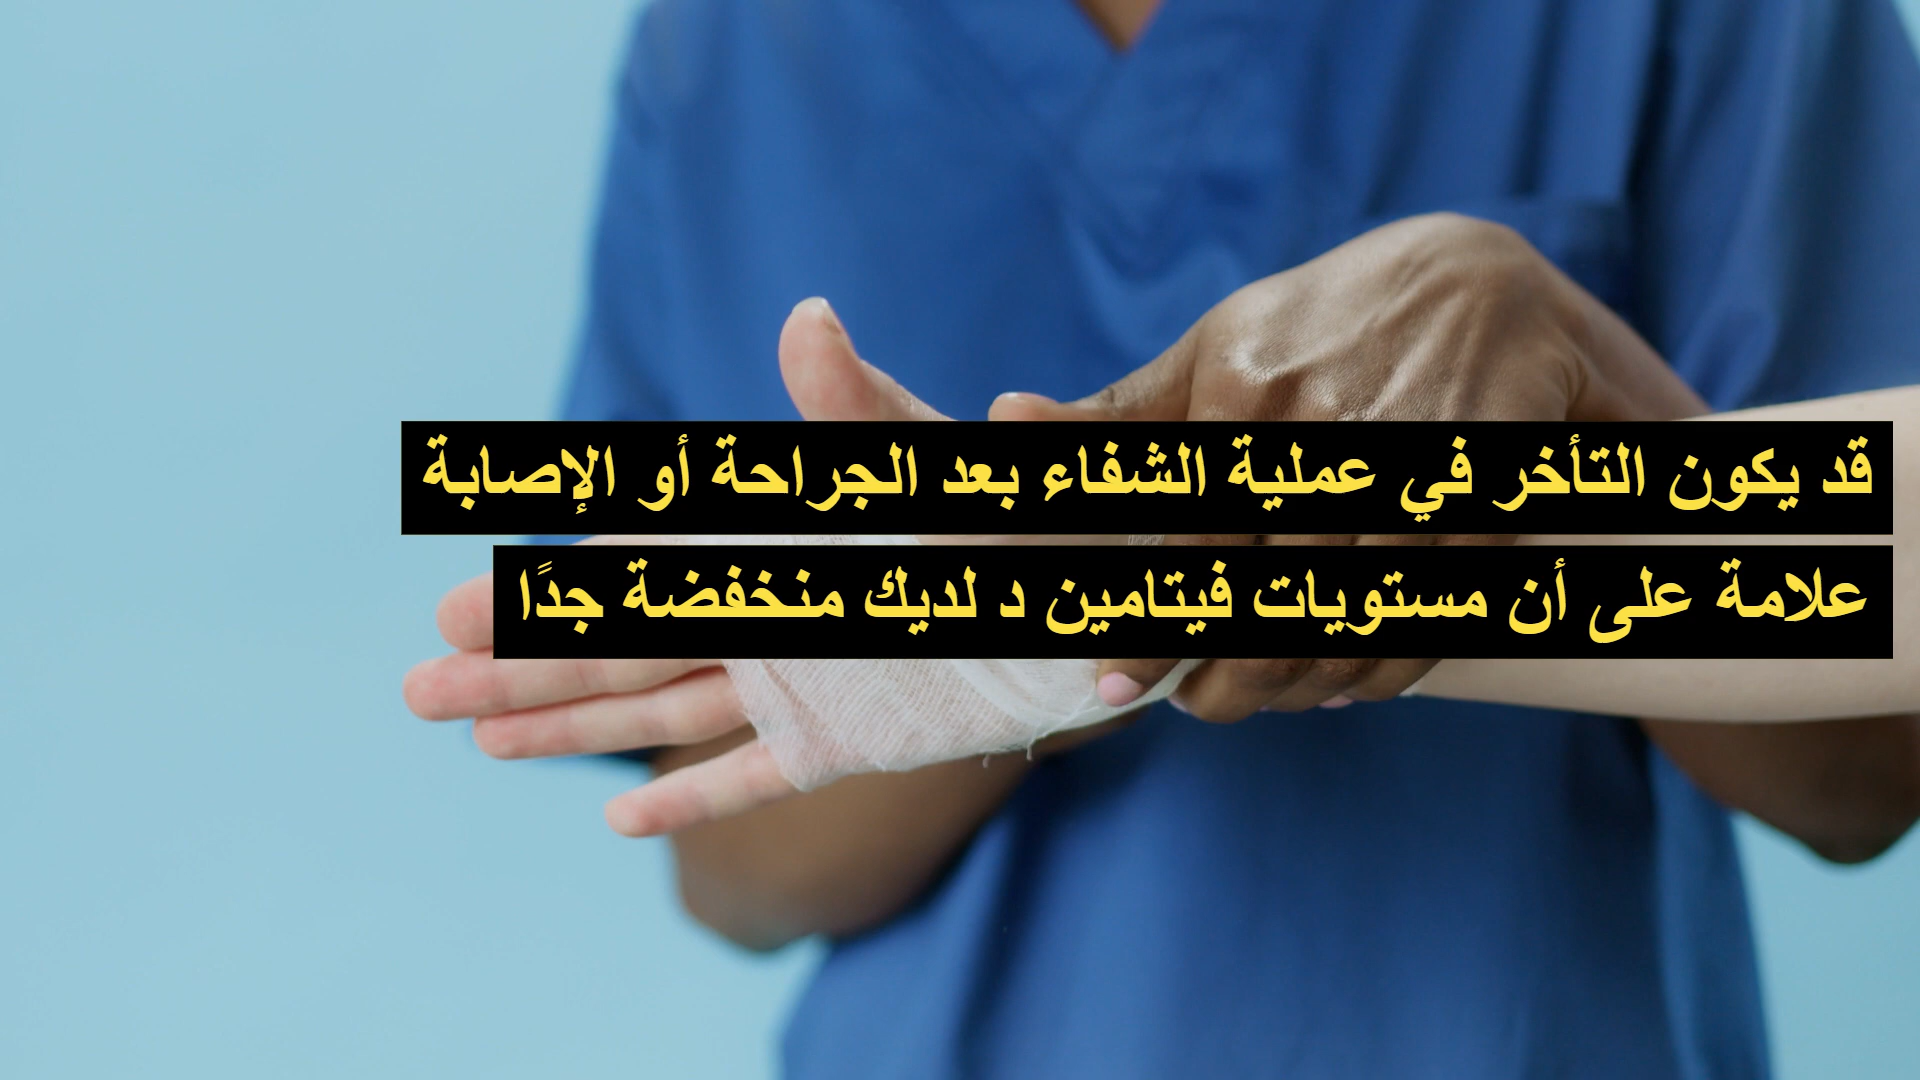 قد يكون التأخر في عملية الشفاء بعد الجراحة أو الإصابة
علامة على أن مستويات فيتامين د لديك منخفضة جدًا